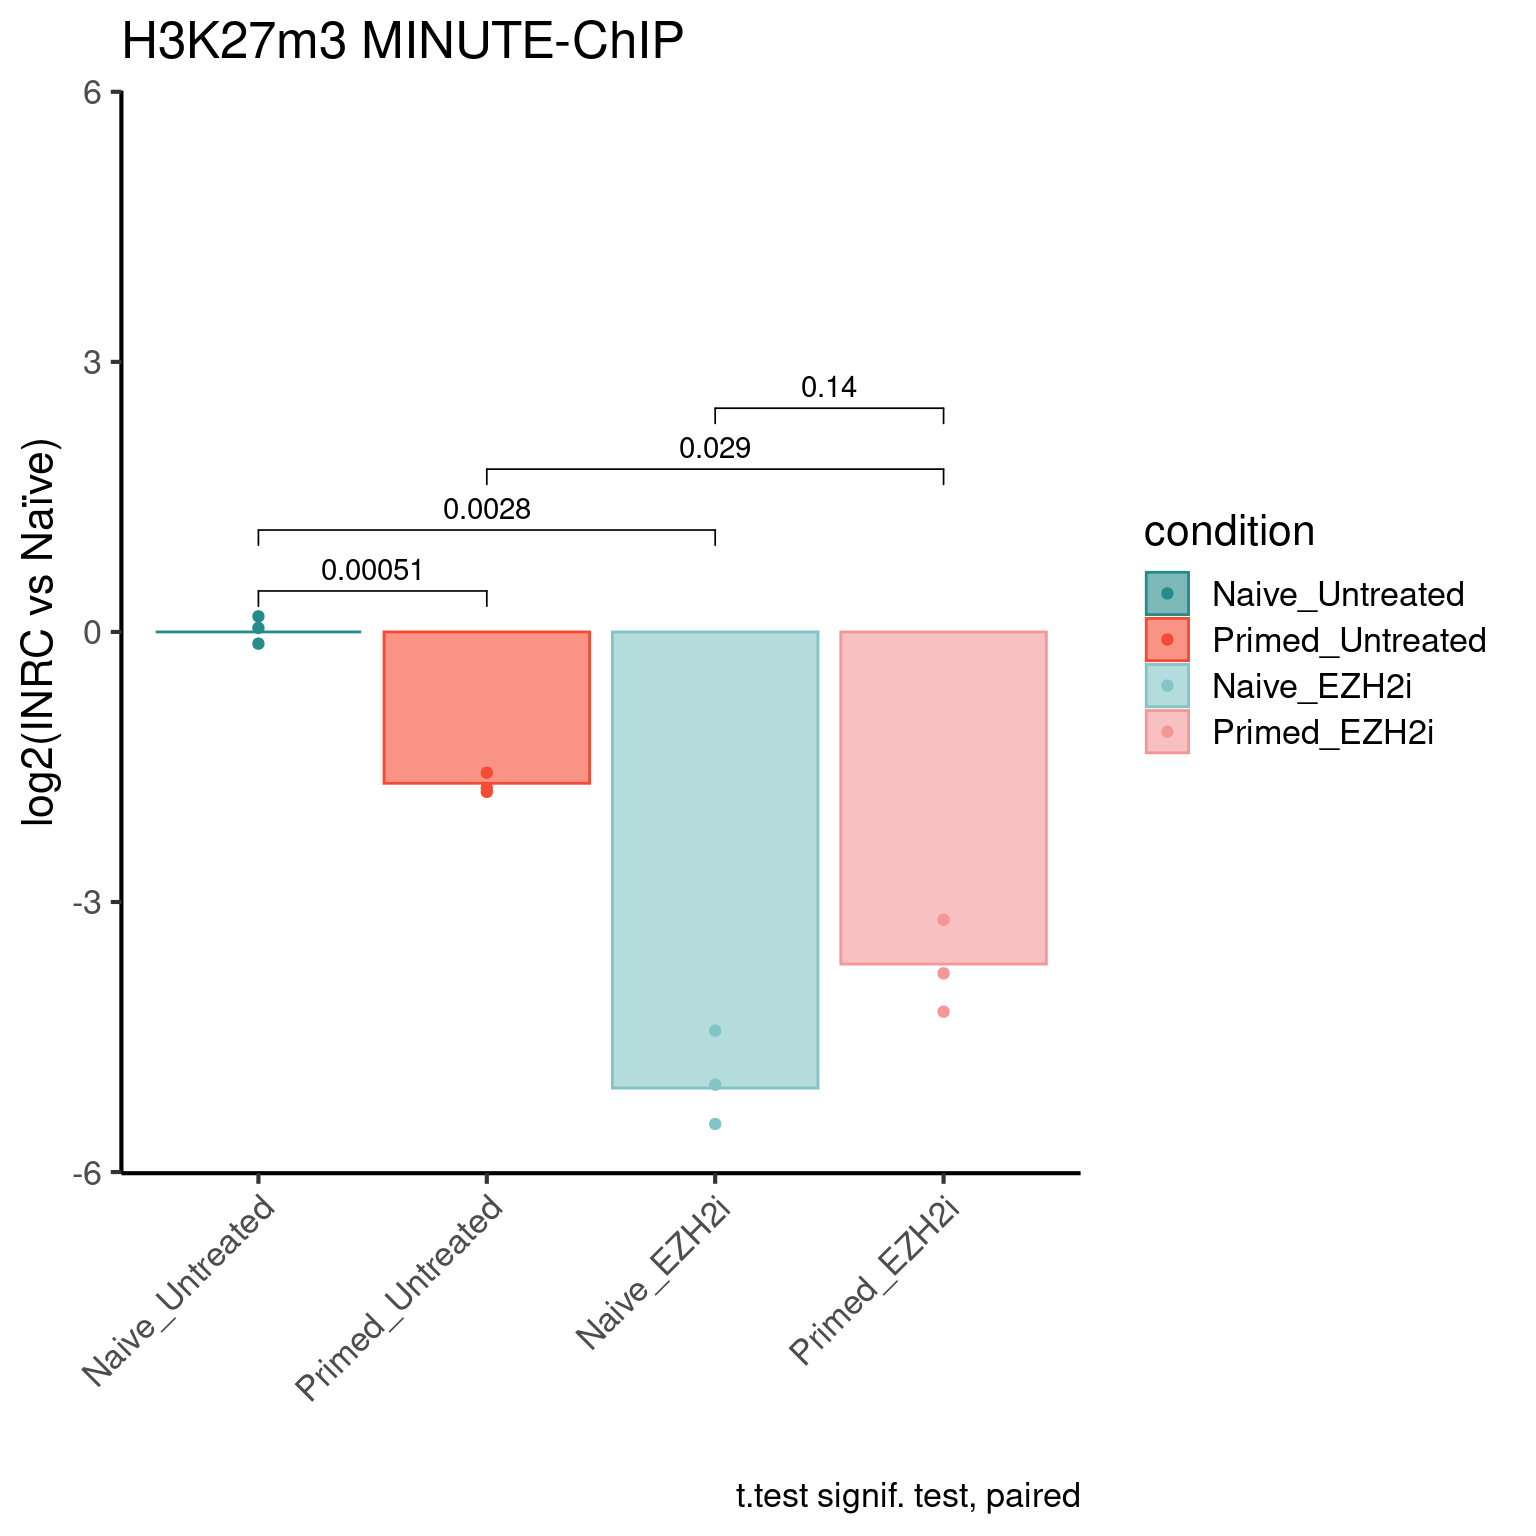 H3K27m3 MINUTE-ChIP
6
3
0
-3
-6
log2(INRC vs Naïve)
0.14
0.029
0.0028
0.00051
condition
Naive_Untreated
Primed_Untreated
Naive_EZH2i
Primed_EZH2i
Naive_Untreated
Primed_Untreated
Naive_EZH2i
Primed_EZH2i
t.test signif. test, paired